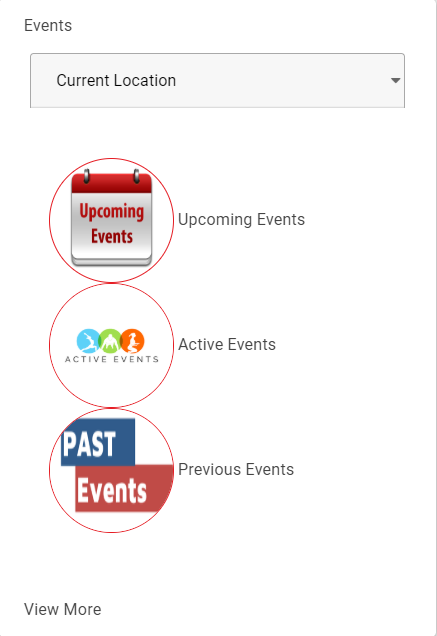 Events
Current Location
Upcoming
Events
Upcoming Events
ACTIVE EVENTS
Active Events
PAST
Events
Previous Events
View More